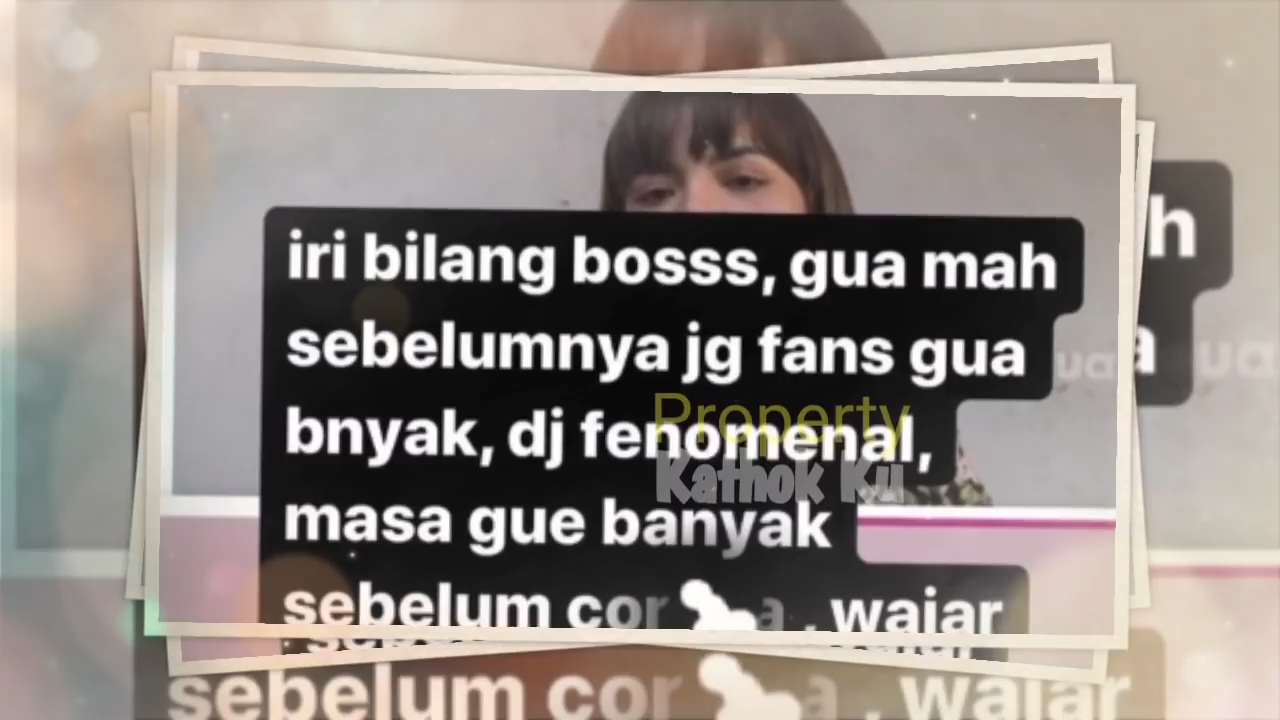 iri bilang bosss, gua mah
sebelumnya jg fans gua
bnyak, dj fenomenal,
masa gue banyak
sebelum cor a , wajar
Property
Kathok Ku